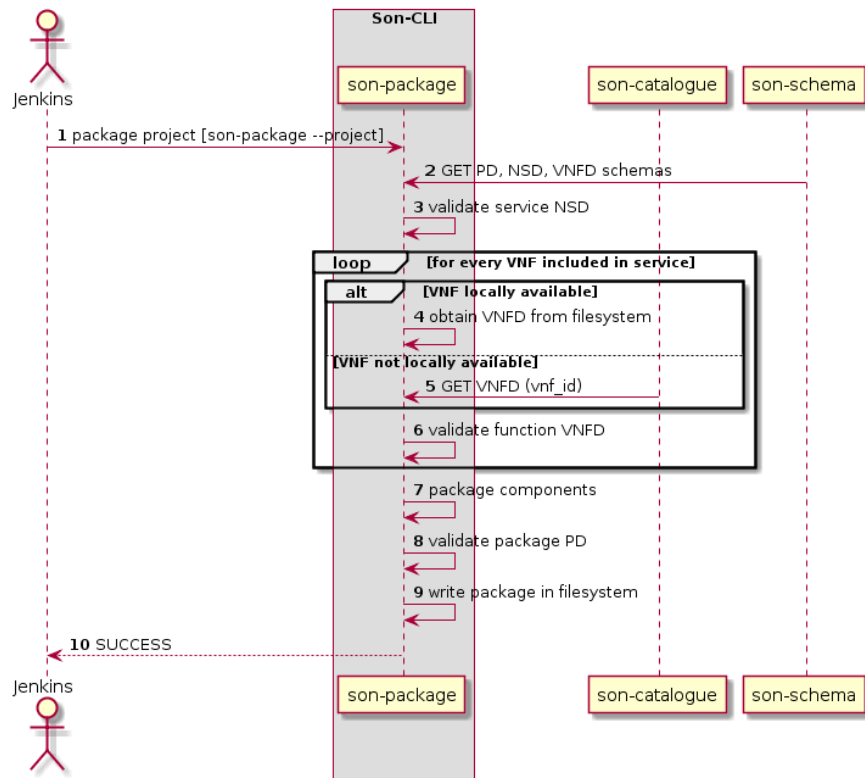 Son-CLI
Jenkins
son-package
son-catalogue
son-schema
1 package project [son-package --project]
2 GET PD, NSD, VNFD schemas
3 validate service NSD
loop [for every VNF included in service]
alt [VNF locally available]
4 obtain VNFD from filesystem
[VNF not locally available]
5 GET VNFD (vnf_id)
6 validate function VNFD
7 package components
8 validate package PD
9 write package in filesystem
10 SUCCESS
Jenkins
son-package
son-catalogue
son-schema